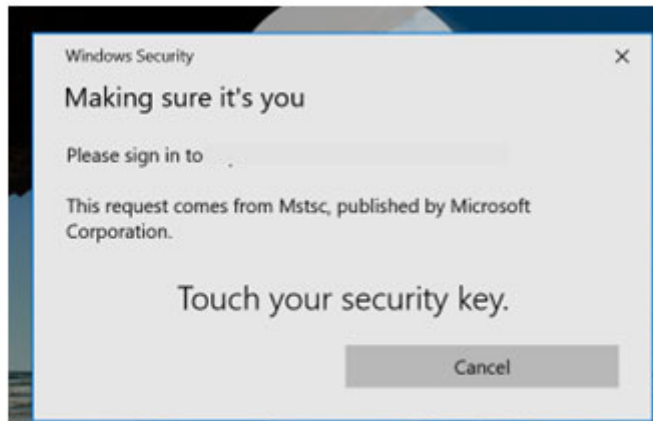 Windows Security
Making sure it's you
Please sign in to
This request comes from Mstsc, published by Microsoft
Corporation.
Touch your security key.
Cancel